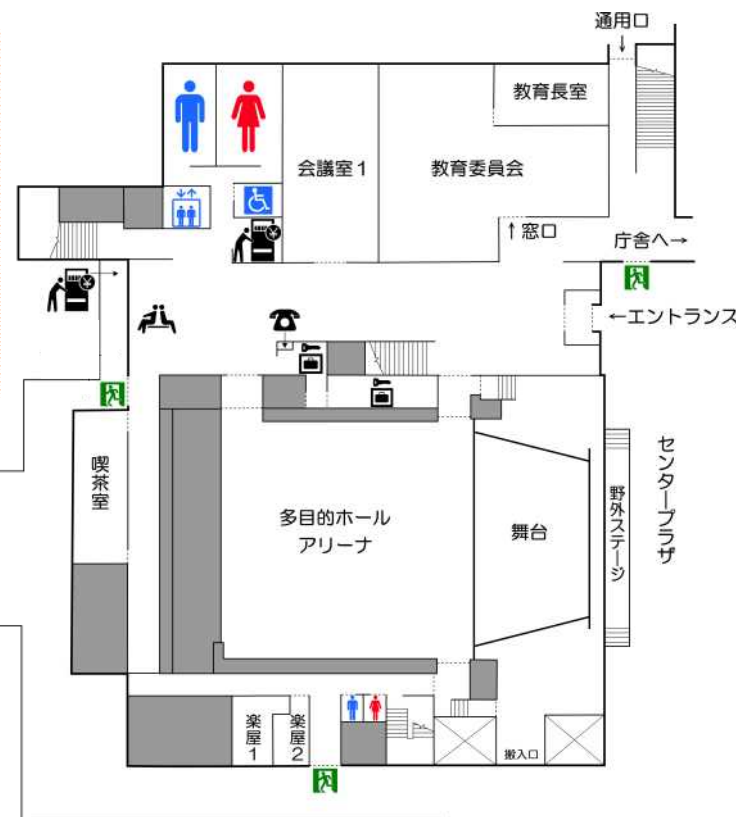 通用口
↓
教育長室
会議室1
教育委員会
↑窓口
庁舎へ→
←エントランス
喫茶室
多目的ホール
アリーナ
舞台
野外ステージ
センタープラザ
楽屋1
楽屋2
搬入口